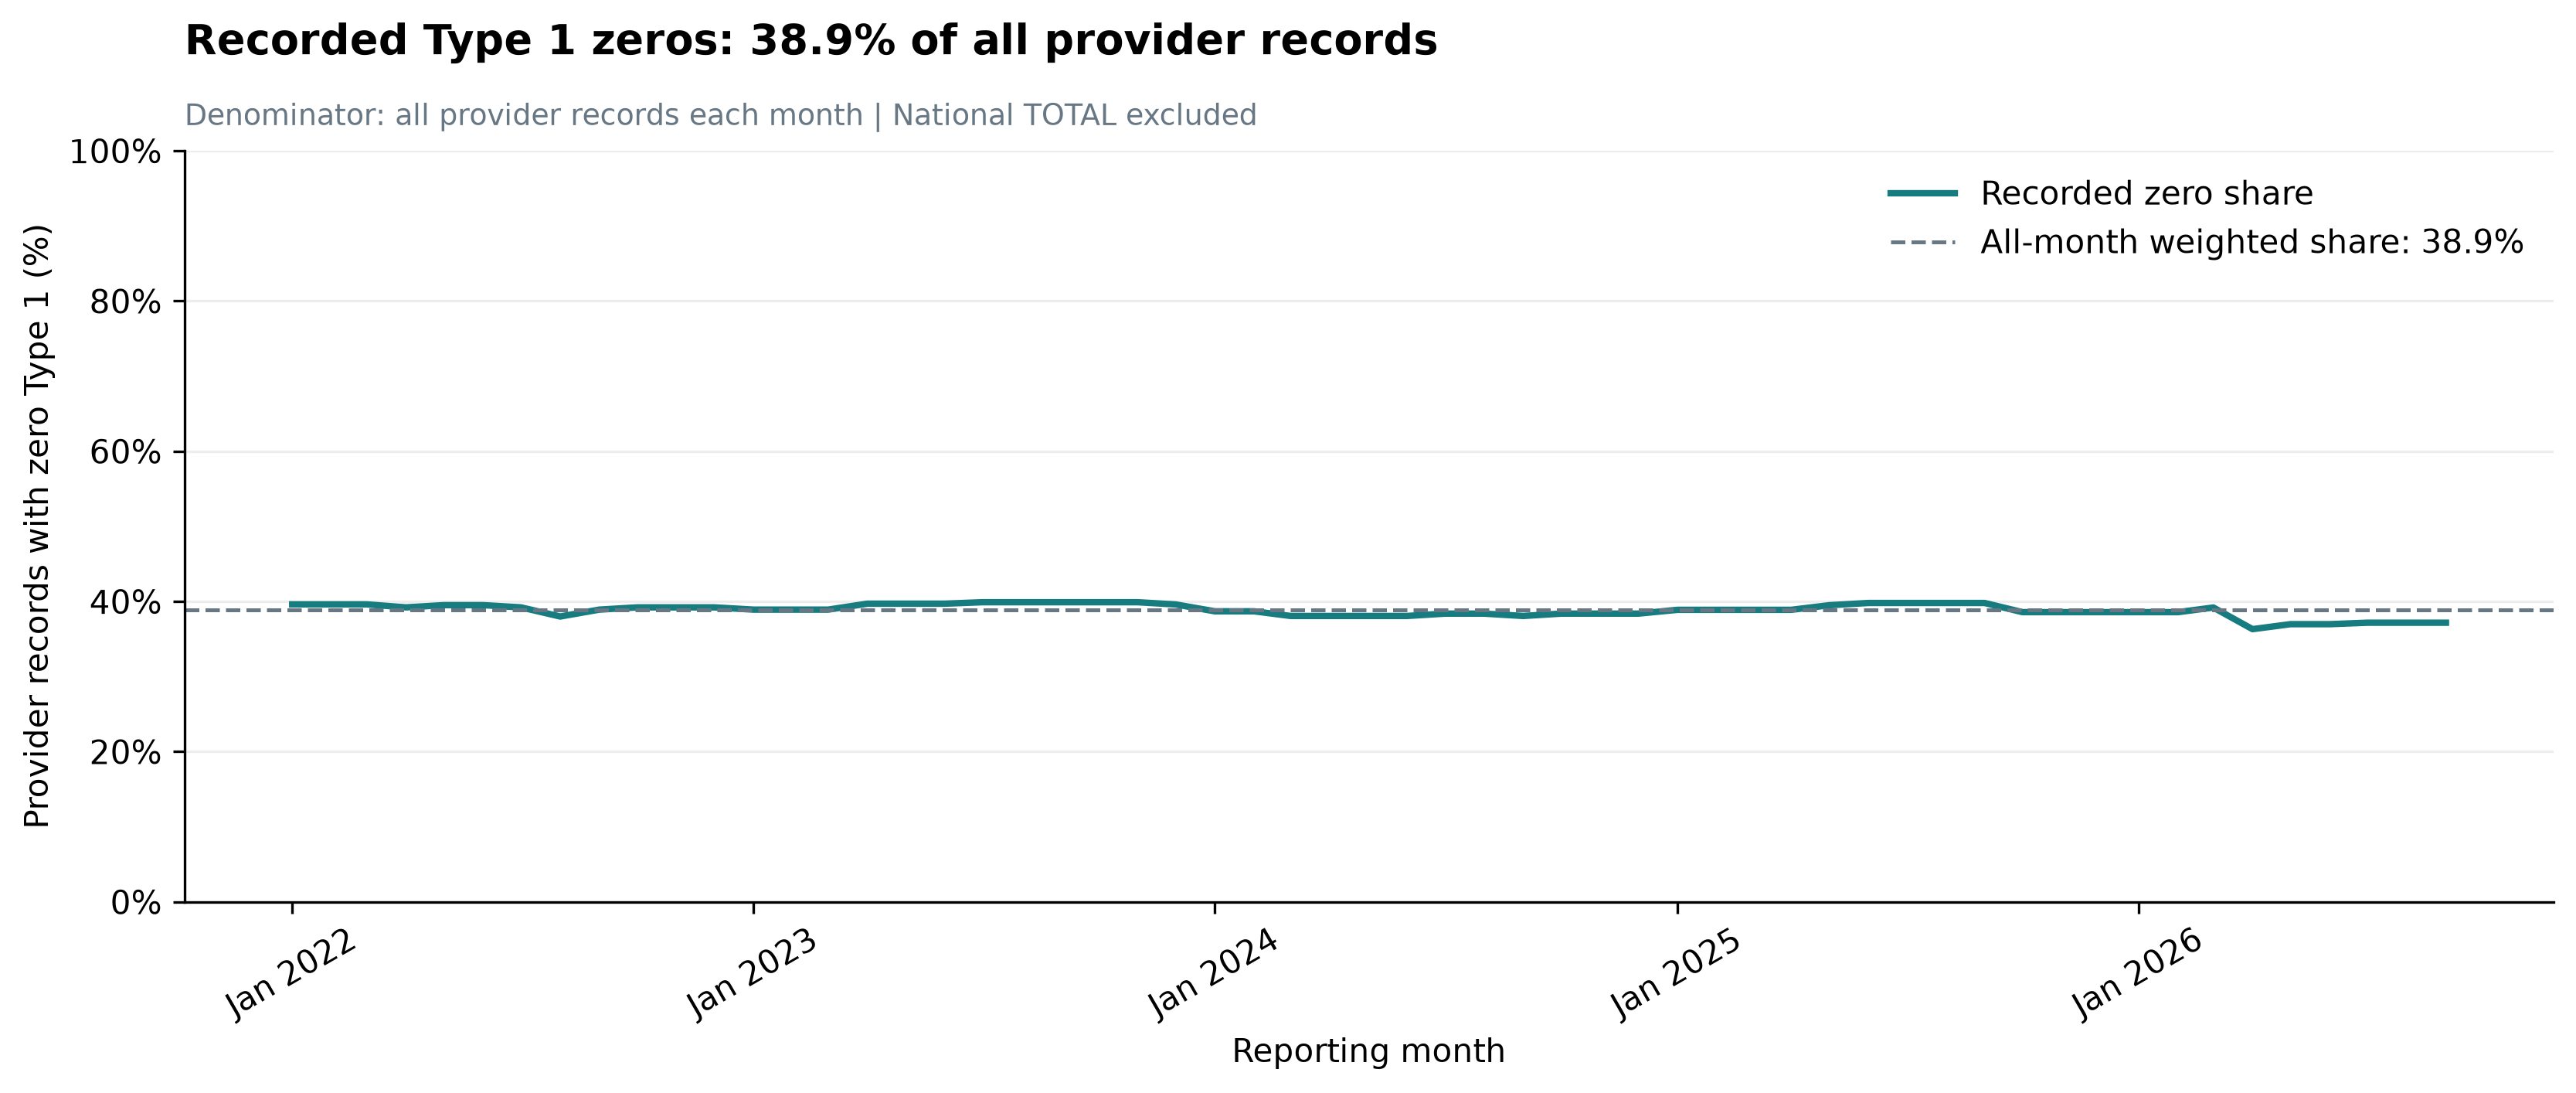 Recorded Type 1 zeros: 38.9% of all provider records
Denominator: all provider records each month | National TOTAL excluded
Recorded zero share
All-month weighted share: 38.9%
Provider records with zero Type 1 (%)
100%
80%
60%
40%
20%
0%
Jan 2022
Jan 2023
Jan 2024
Jan 2025
Jan 2026
Reporting month